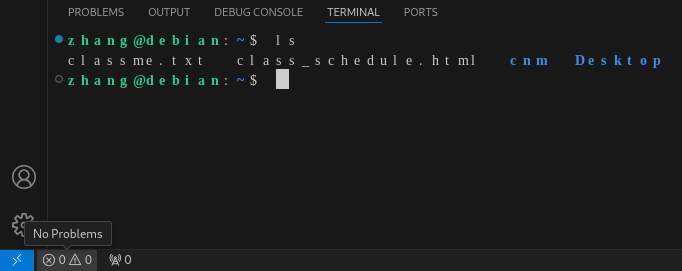 PROBLEMS OUTPUT DEBUG CONSOLE TERMINAL PORTS
zhang@debian:~$ ls
classme.txt class_schedule.html cnm Desktop
zhang@debian:~$
No Problems
0 0 0